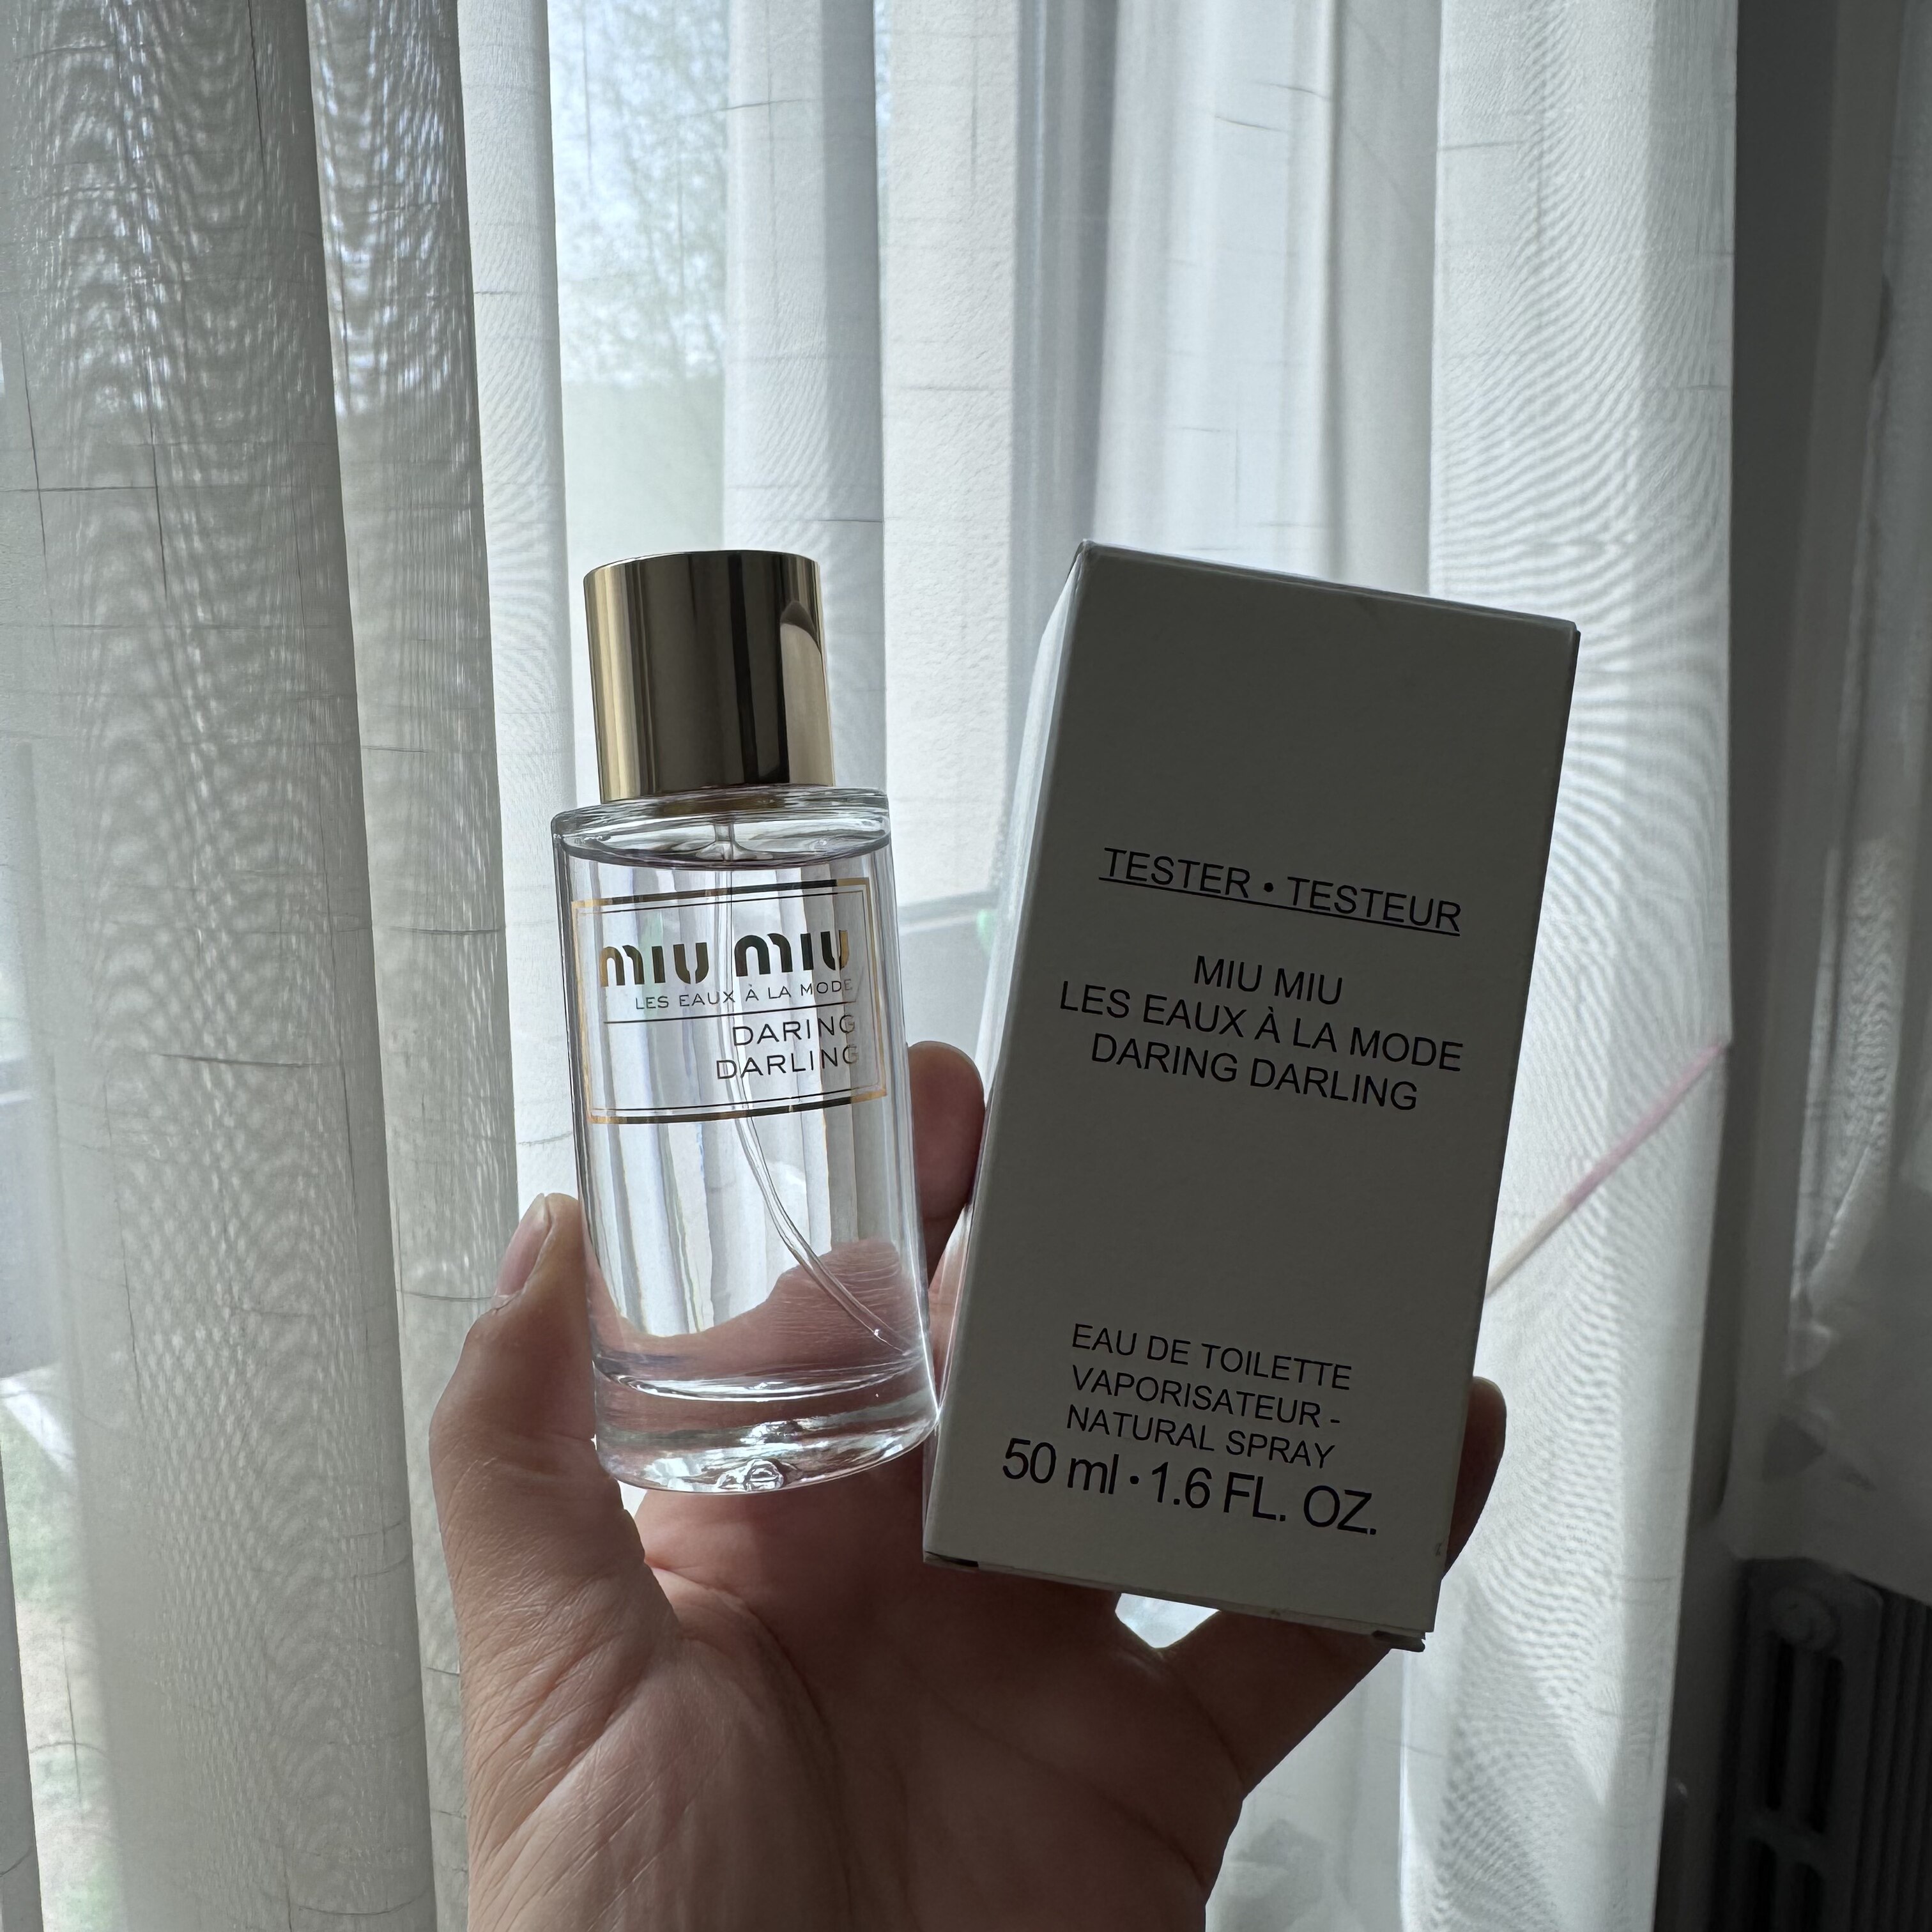 miu miu
LES EAUX À LA MODE
DARING
DARLING
TESTER • TESTEUR
MIU MIU
LES EAUX À LA MODE
DARING DARLING
EAU DE TOILETTE
VAPORISATEUR -
NATURAL SPRAY
50 ml • 1.6 FL. OZ.